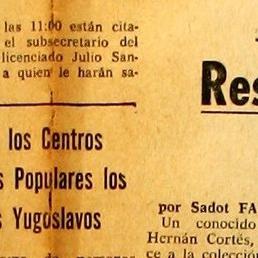 las 11:00 están cita-
el subsecretario del
licenciado Julio San-
a quien le harán sa-
los Centros
s Populares los
s Yugoslavos
Res
por Sadot FA
Un conocido
Hernán Cortés,
ce a la colección